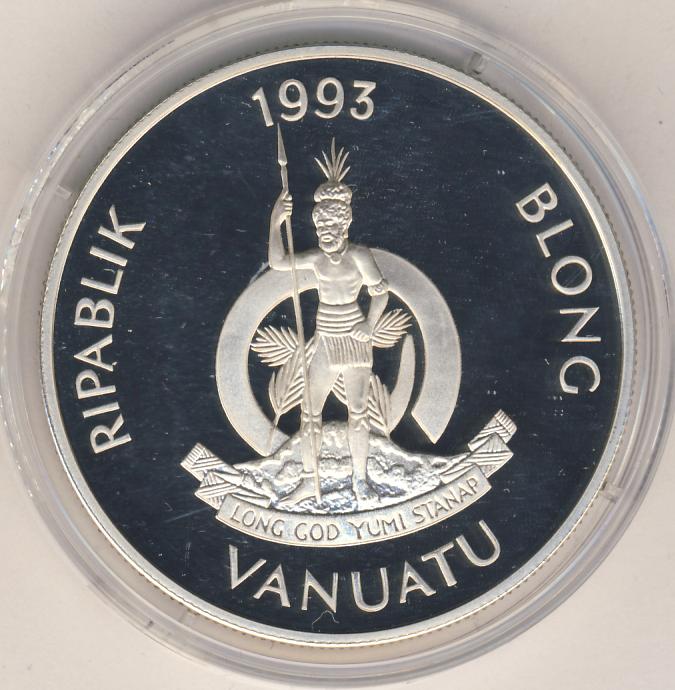 1993
RIPABLIK
BLONG
LONG GOD YUMI STANAP
VANUATU